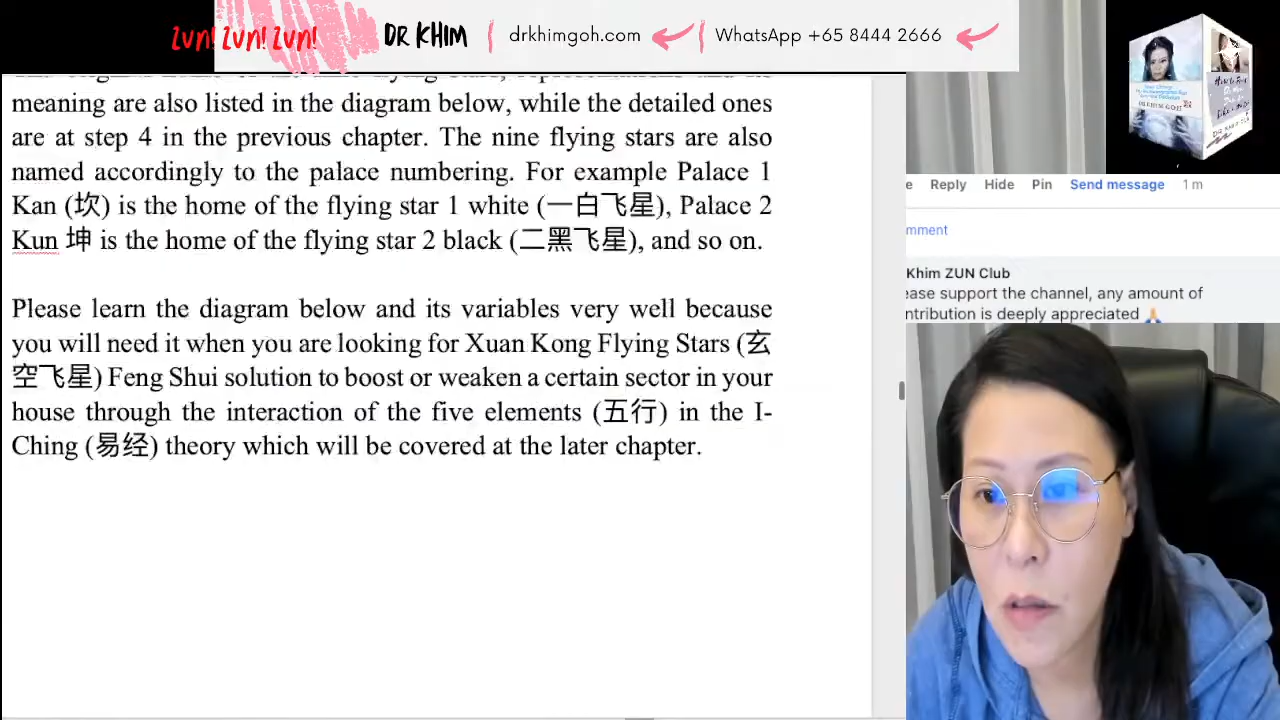 ZUN! ZUN! ZUN!
DR KHIM
drkhimgoh.com
WhatsApp +65 8444 2666
meaning are also listed in the diagram below, while the detailed ones
are at step 4 in the previous chapter. The nine flying stars are also
named accordingly to the palace numbering. For example Palace 1
Kan (坎) is the home of the flying star 1 white (一白飞星), Palace 2
Kun 坤 is the home of the flying star 2 black (二黑飞星), and so on.
Please learn the diagram below and its variables very well because
you will need it when you are looking for Xuan Kong Flying Stars (玄
空飞星) Feng Shui solution to boost or weaken a certain sector in your
house through the interaction of the five elements (五行) in the I-
Ching (易经) theory which will be covered at the later chapter.
Reply Hide Pin Send message 1 m
mment
Khim ZUN Club
ease support the channel, any amount of
ntribution is deeply appreciated
DR KHIM GOH